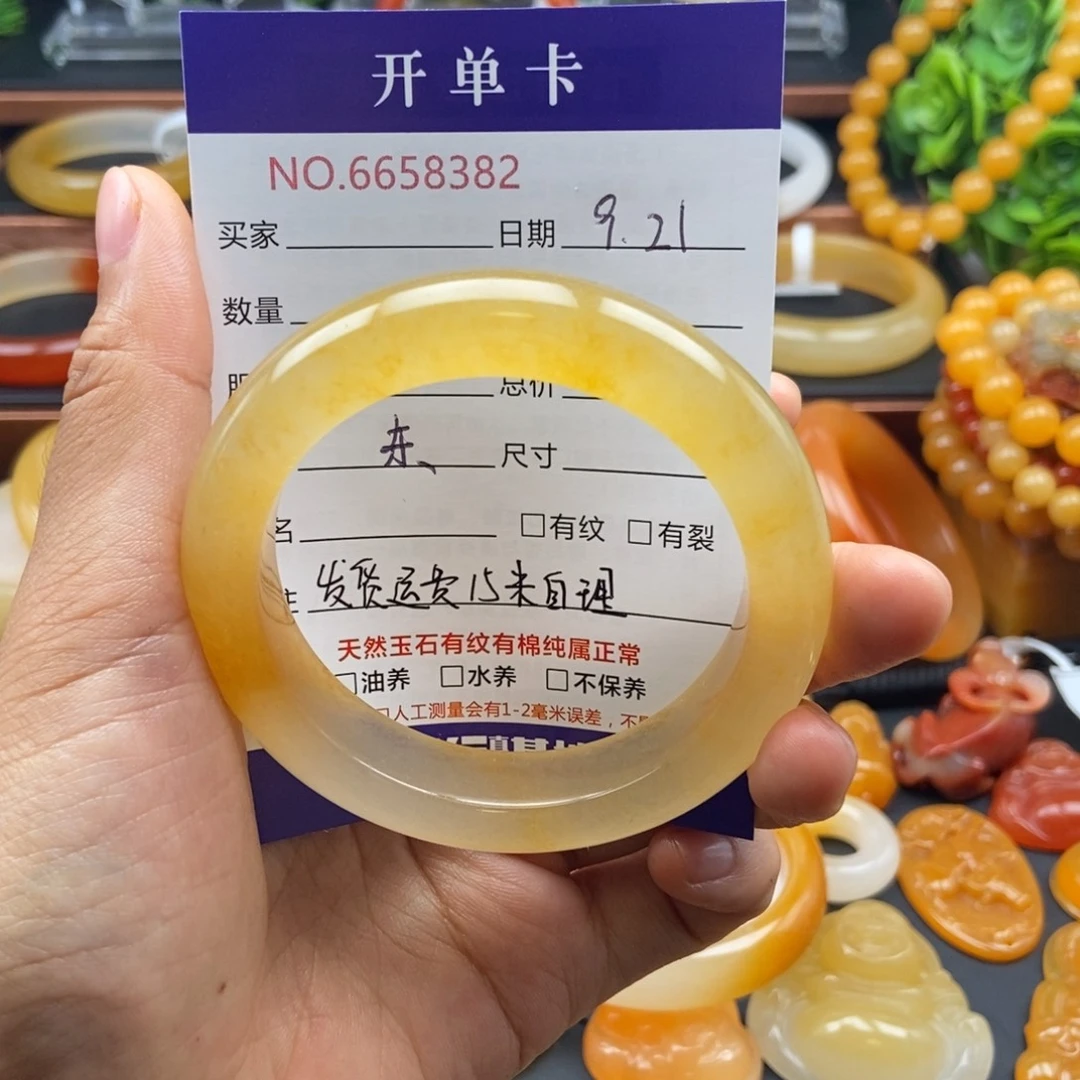 开单卡
NO.6658382
买家 日期 9.21
数量
总价
尺寸
名 □有纹 □有裂
发货运费15米自理
天然玉石有纹有棉纯属正常
□油养 □水养 □不保养
人工测量会有1-2毫米误差，不